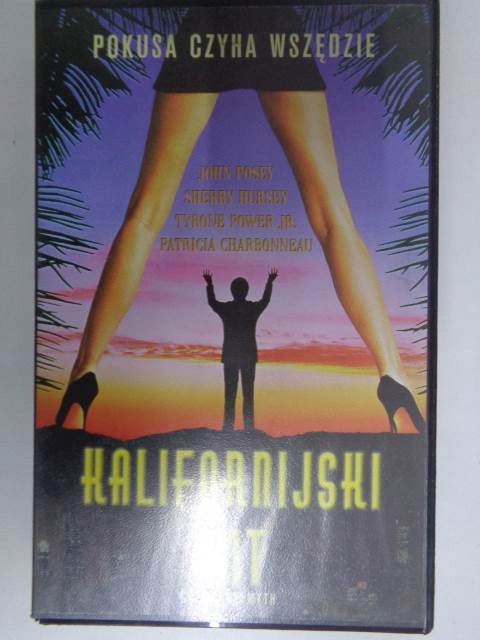 POKUSA CZYHA WSZĘDZIE
JOHN POSEY
SHERRY HURSEY
TYRONE POWER JR.
PATRICIA CHARBONNEAU
KALIFORNIJSKI